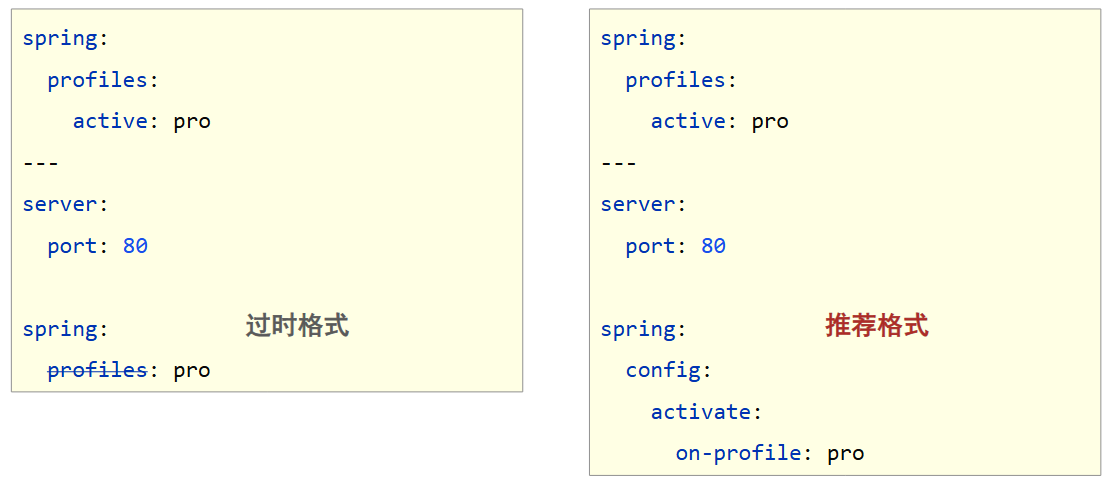 spring:
  profiles:
    active: pro
---
server:
  port: 80

spring:
  profiles: pro
过时格式
spring:
  profiles:
    active: pro
---
server:
  port: 80

spring:
  config:
    activate:
      on-profile: pro
推荐格式